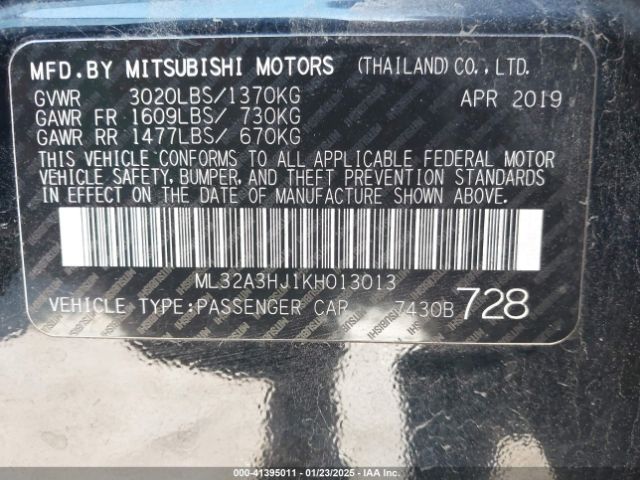 MFD.BY MITSUBISHI MOTORS (THAILAND)CO.,LTD.
GVWR 3020LBS/1370KG APR 2019
GAWR FR 1609LBS/ 730KG
GAWR RR 1477LBS/ 670KG
THIS VEHICLE CONFORMS TO ALL APPLICABLE FEDERAL MOTOR
VEHICLE SAFETY, BUMPER, AND THEFT PREVENTION STANDARDS
IN EFFECT ON THE DATE OF MANUFACTURE SHOWN ABOVE.
ML32A3HJ1KH013013
VEHICLE TYPE:PASSENGER CAR 7430B 728
000-41395011 - 01/23/2025 - IAA Inc.